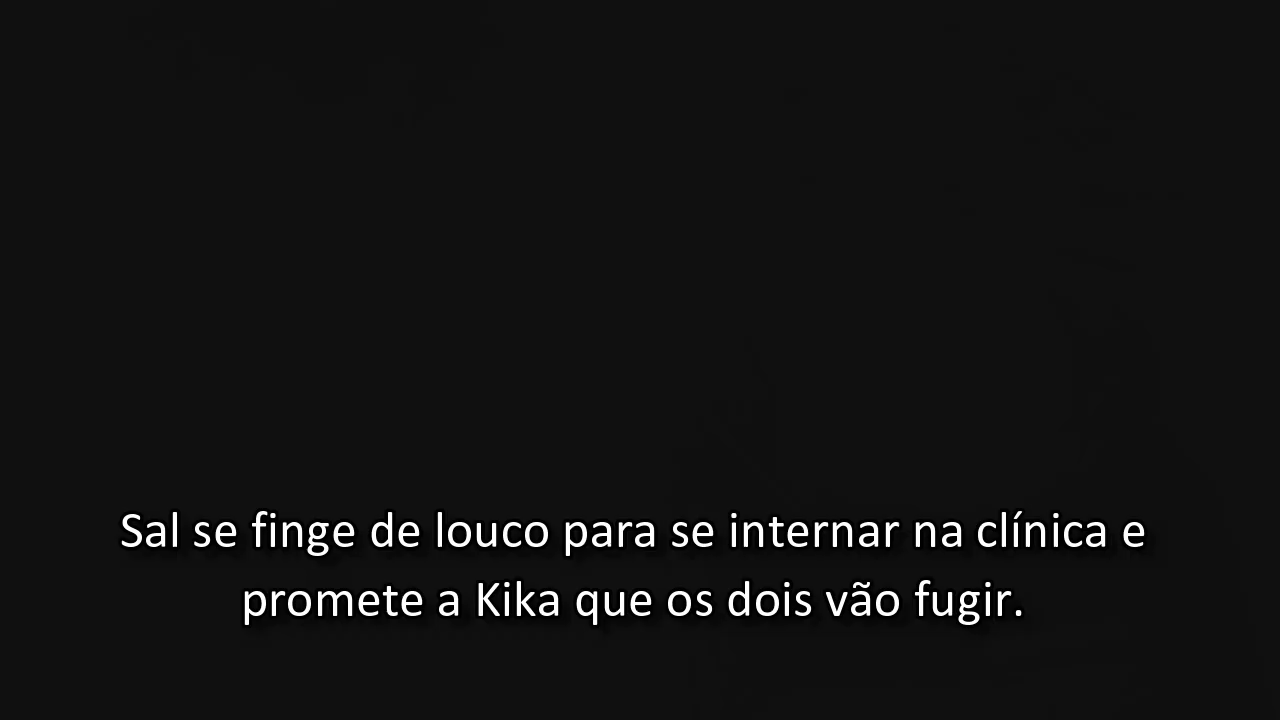 Sal se finge de louco para se internar na clínica e
promete a Kika que os dois vão fugir.